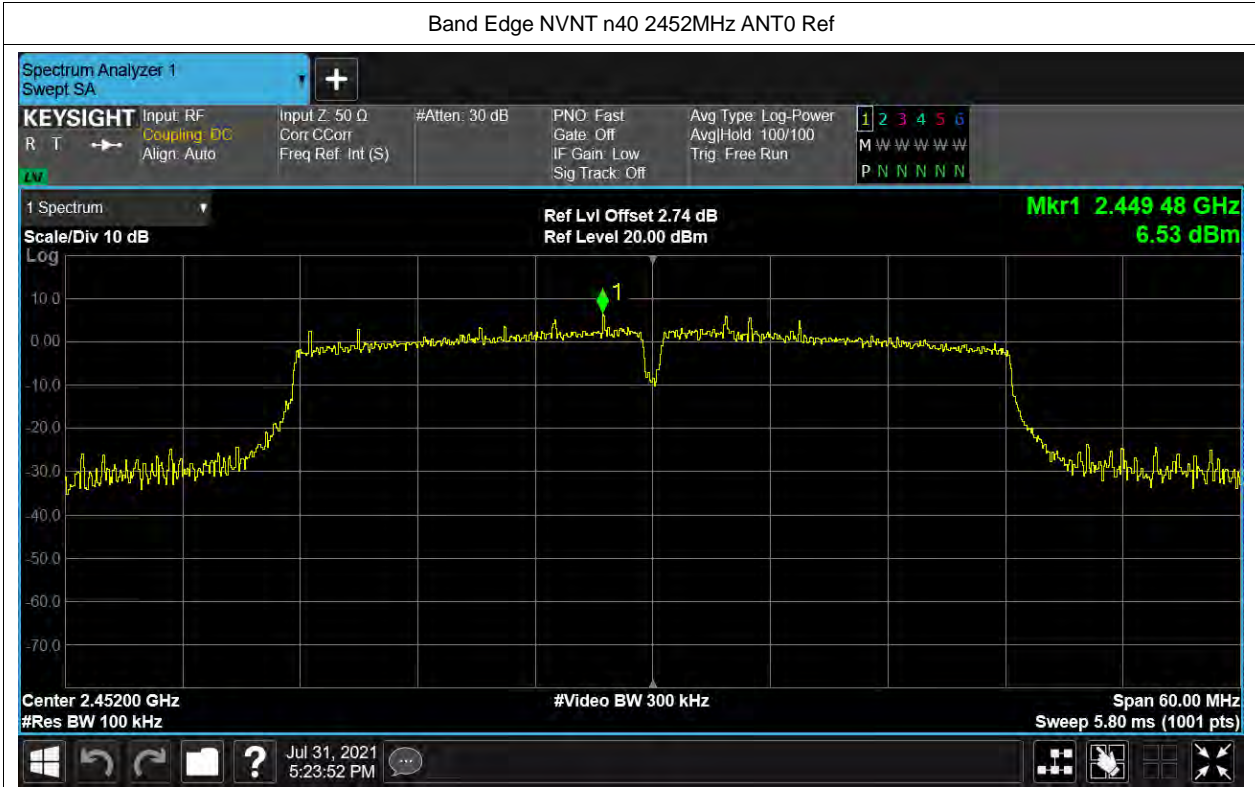 Band Edge NVNT n40 2452MHz ANT0 Ref
Spectrum Analyzer 1
Swept SA
+
KEYSIGHT Input: RF Input Z: 50 Ω #Atten: 30 dB PNO: Fast Avg Type: Log-Power 1 2 3 4 5 6
R T Coupling: DC Corr CCorr Gate: Off Avg|Hold: 100/100 M W W W W W
Align: Auto Freq Ref: Int (S) IF Gain: Low Trig: Free Run
Sig Track: Off P N N N N N
1 Spectrum Ref Lvl Offset 2.74 dB Mkr1 2.449 48 GHz
Scale/Div 10 dB Ref Level 20.00 dBm 6.53 dBm
Log
1
10.0
0.00
-10.0
-20.0
-30.0
-40.0
-50.0
-60.0
-70.0
Center 2.45200 GHz #Video BW 300 kHz Span 60.00 MHz
#Res BW 100 kHz Sweep 5.80 ms (1001 pts)
? Jul 31, 2021
5:23:52 PM